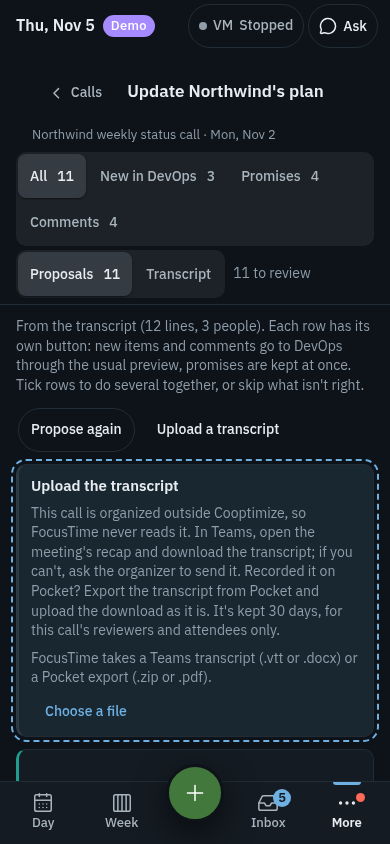 Thu, Nov 5 Demo VM Stopped Ask
Calls Update Northwind's plan
Northwind weekly status call · Mon, Nov 2
All 11 New in DevOps 3 Promises 4
Comments 4
Proposals 11 Transcript 11 to review
From the transcript (12 lines, 3 people). Each row has its
own button: new items and comments go to DevOps
through the usual preview, promises are kept at once.
Tick rows to do several together, or skip what isn't right.
Propose again Upload a transcript
Upload the transcript
This call is organized outside Cooptimize, so
FocusTime never reads it. In Teams, open the
meeting's recap and download the transcript; if you
can't, ask the organizer to send it. Recorded it on
Pocket? Export the transcript from Pocket and
upload the download as it is. It's kept 30 days, for
this call's reviewers and attendees only.
FocusTime takes a Teams transcript (.vtt or .docx) or
a Pocket export (.zip or .pdf).
Choose a file
5
Day Week Inbox More